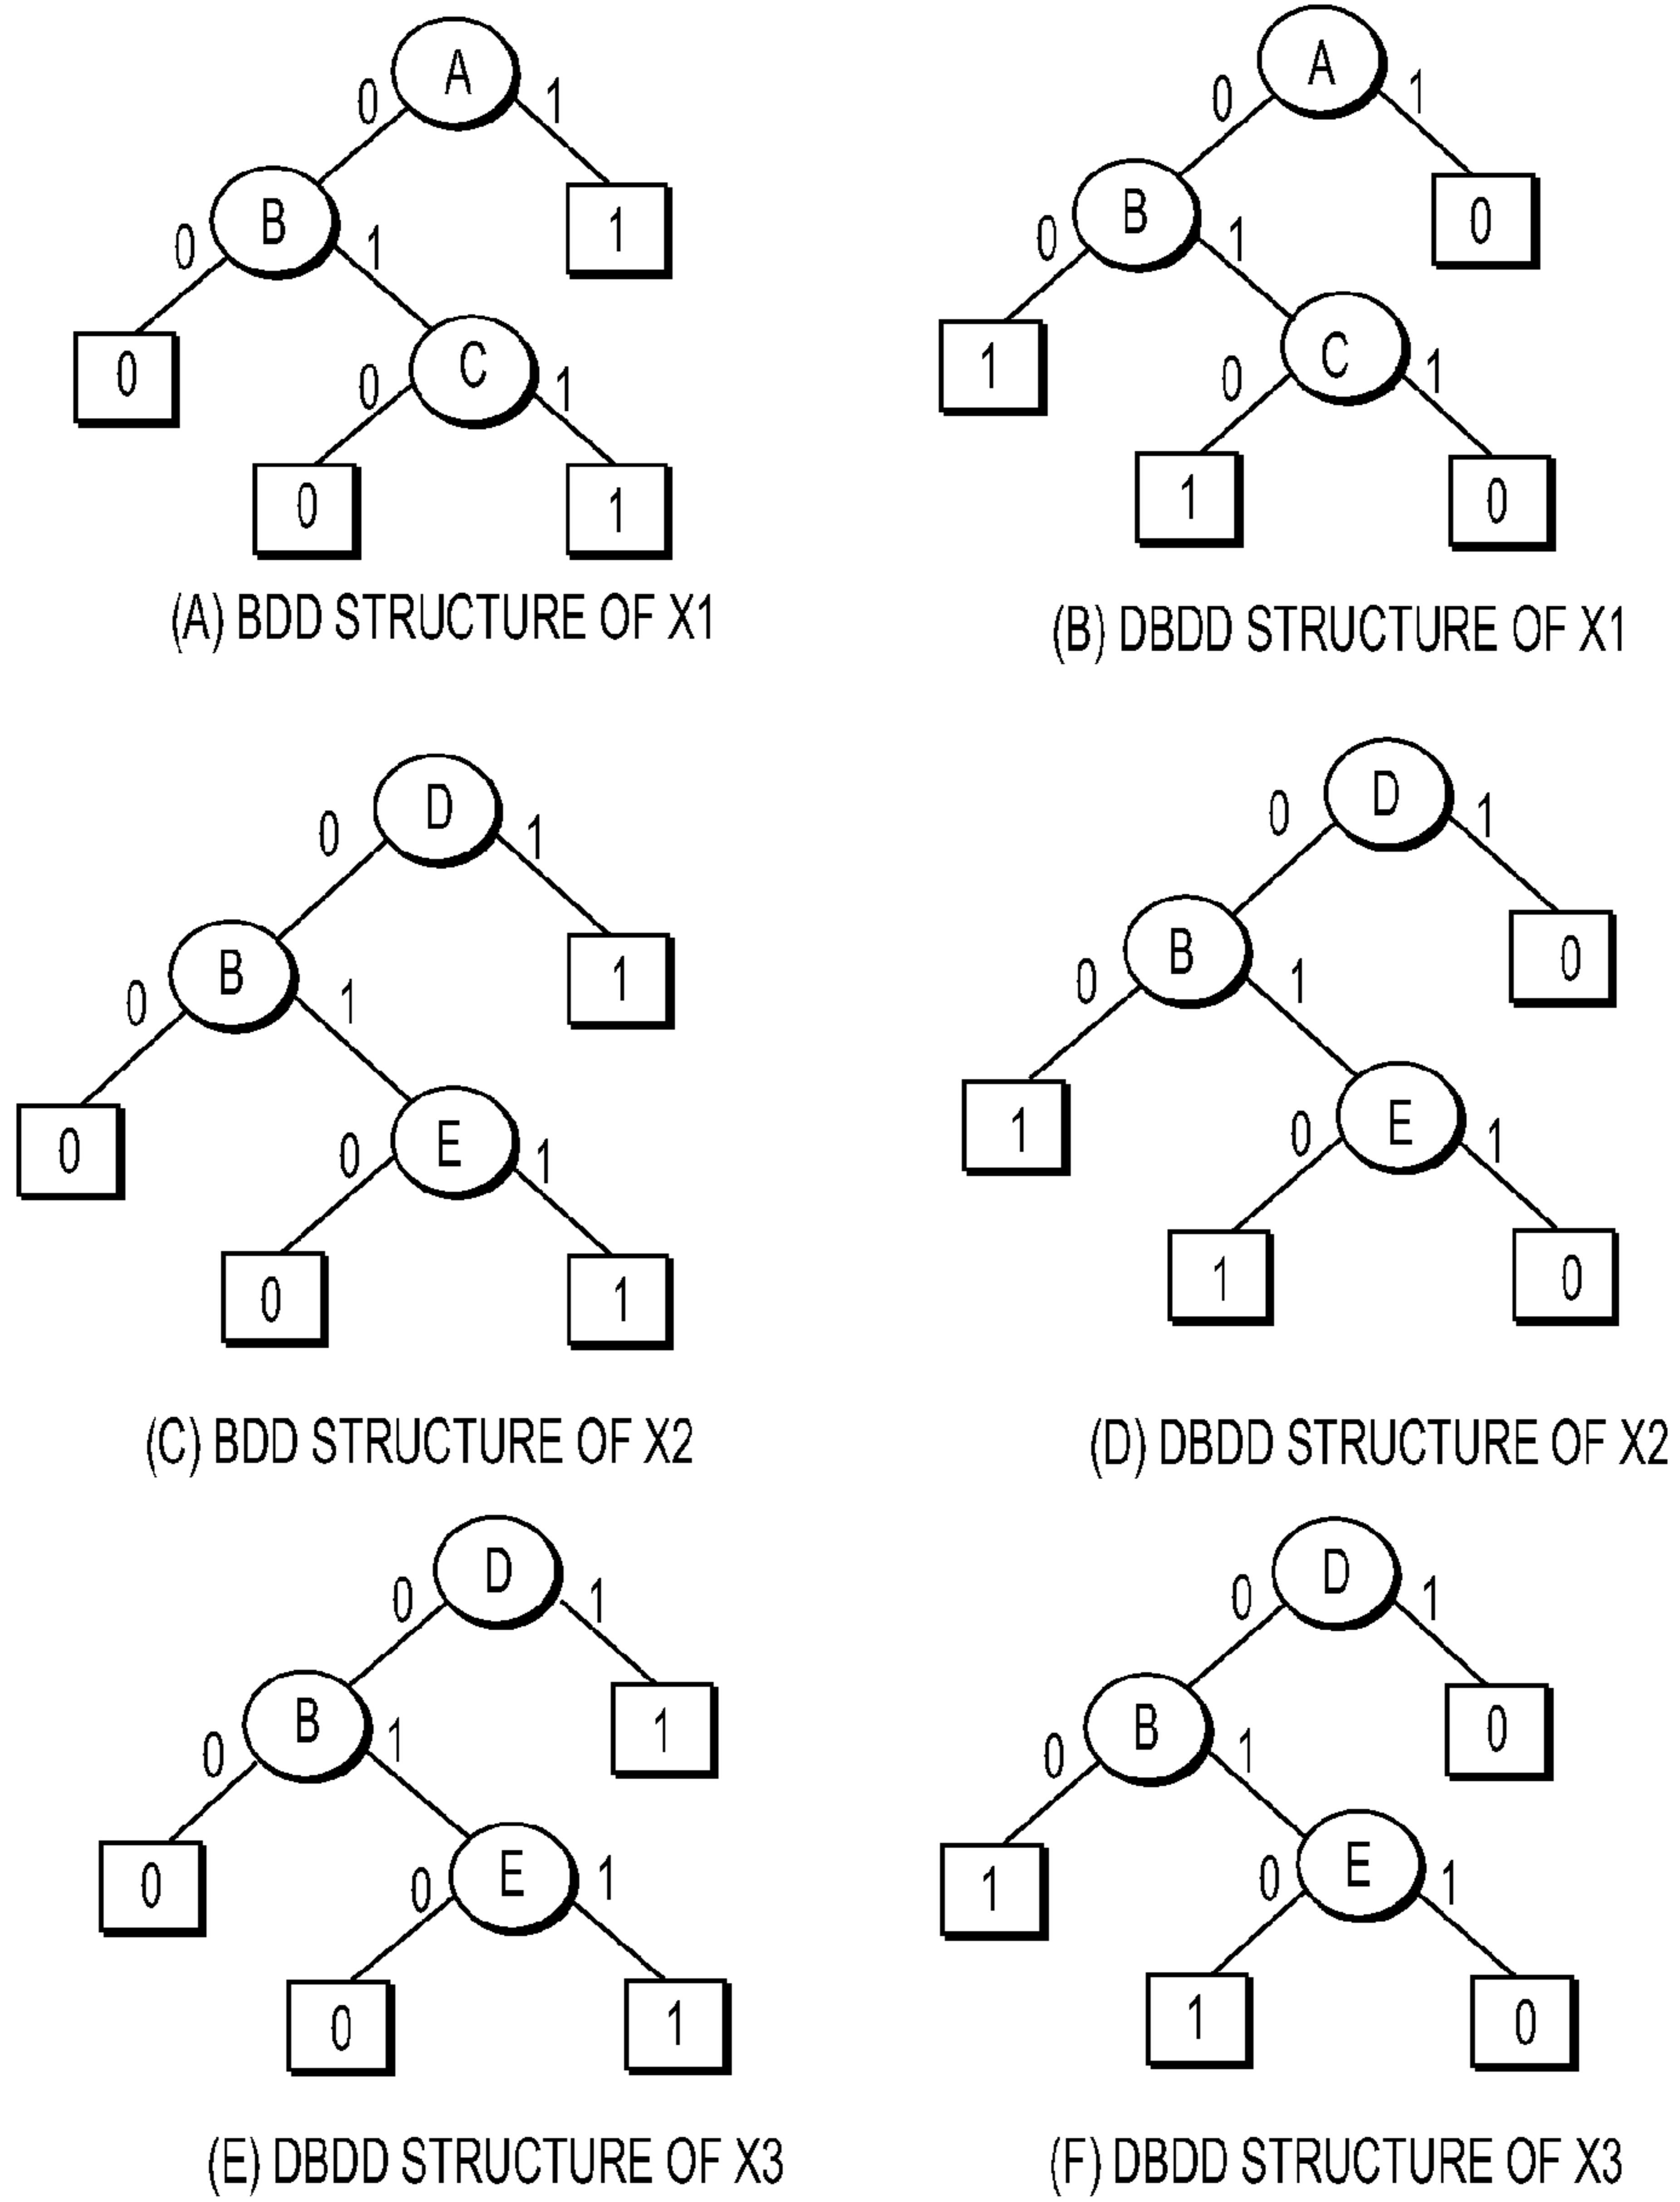 A
A
0
1
0
1
B
1
B
0
0
1
0
1
0
C
1
C
0
1
0
1
0
1
1
0
(A) BDD STRUCTURE OF X1
(B) DBDD STRUCTURE OF X1
D
D
0
1
0
1
B
1
B
0
0
1
0
1
0
E
1
E
0
1
0
1
0
1
1
0
(C) BDD STRUCTURE OF X2
(D) DBDD STRUCTURE OF X2
D
D
0
1
0
1
B
1
B
0
0
1
0
1
0
E
1
E
0
1
0
1
0
1
1
0
(E) DBDD STRUCTURE OF X3
(F) DBDD STRUCTURE OF X3